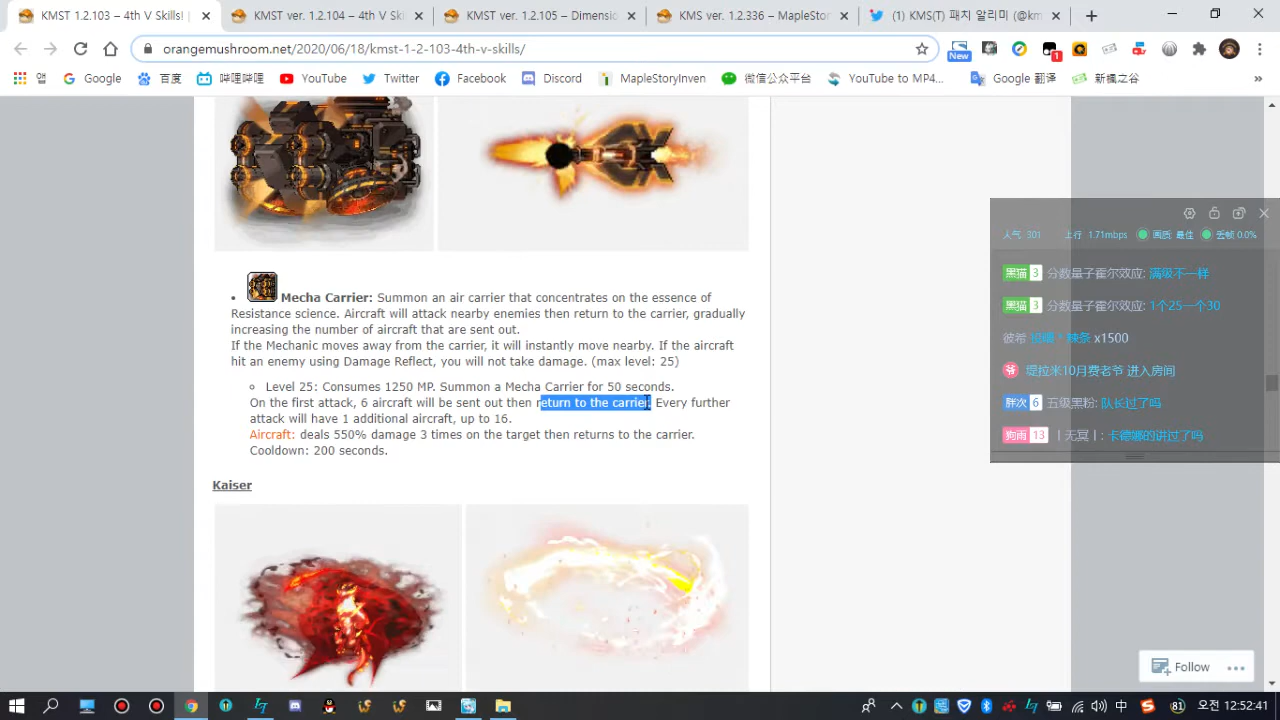 KMST 1.2.103 – 4th V Skills!
KMST ver. 1.2.104 – 4th V Ski
KMST ver. 1.2.105 – Dimensio
KMS ver. 1.2.336 – MapleStor
(1) KMS(T) 패치 알리미 (@km
orangemushroom.net/2020/06/18/kmst-1-2-103-4th-v-skills/
New
1
앱
Google
百度
哔哩哔哩
YouTube
Twitter
Facebook
Discord
MapleStoryInven
微信公众平台
YouTube to MP4...
Google 翻译
新楓之谷
»
人气 301 上行 1.71mbps 画质 最佳 丢帧 0.0%
黑猫 3 分数量子霍尔效应: 满级不一样
黑猫 3 分数量子霍尔效应: 1个25一个30
彼希 x1500
爷 堤拉米10月费老爷 进入房间
胖次 6 五级黑粉: 队长过了吗
狗雨 13 丨无冥丨: 卡德娜的讲过了吗
• Mecha Carrier: Summon an air carrier that concentrates on the essence of
Resistance science. Aircraft will attack nearby enemies then return to the carrier, gradually
increasing the number of aircraft that are sent out.
If the Mechanic moves away from the carrier, it will instantly move nearby. If the aircraft
hit an enemy using Damage Reflect, you will not take damage. (max level: 25)
Level 25: Consumes 1250 MP. Summon a Mecha Carrier for 50 seconds.
On the first attack, 6 aircraft will be sent out then return to the carrier. Every further
attack will have 1 additional aircraft, up to 16.
Aircraft: deals 550% damage 3 times on the target then returns to the carrier.
Cooldown: 200 seconds.
Kaiser
Follow
中
오전 12:52:41